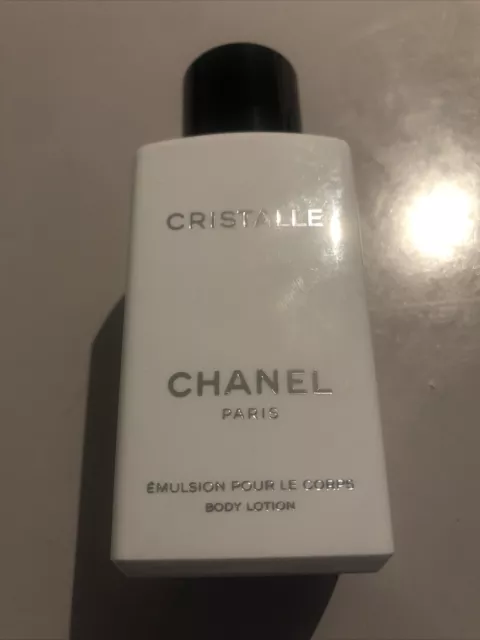 CRISTALLE
CHANEL
PARIS
ÉMULSION POUR LE CORPS
BODY LOTION